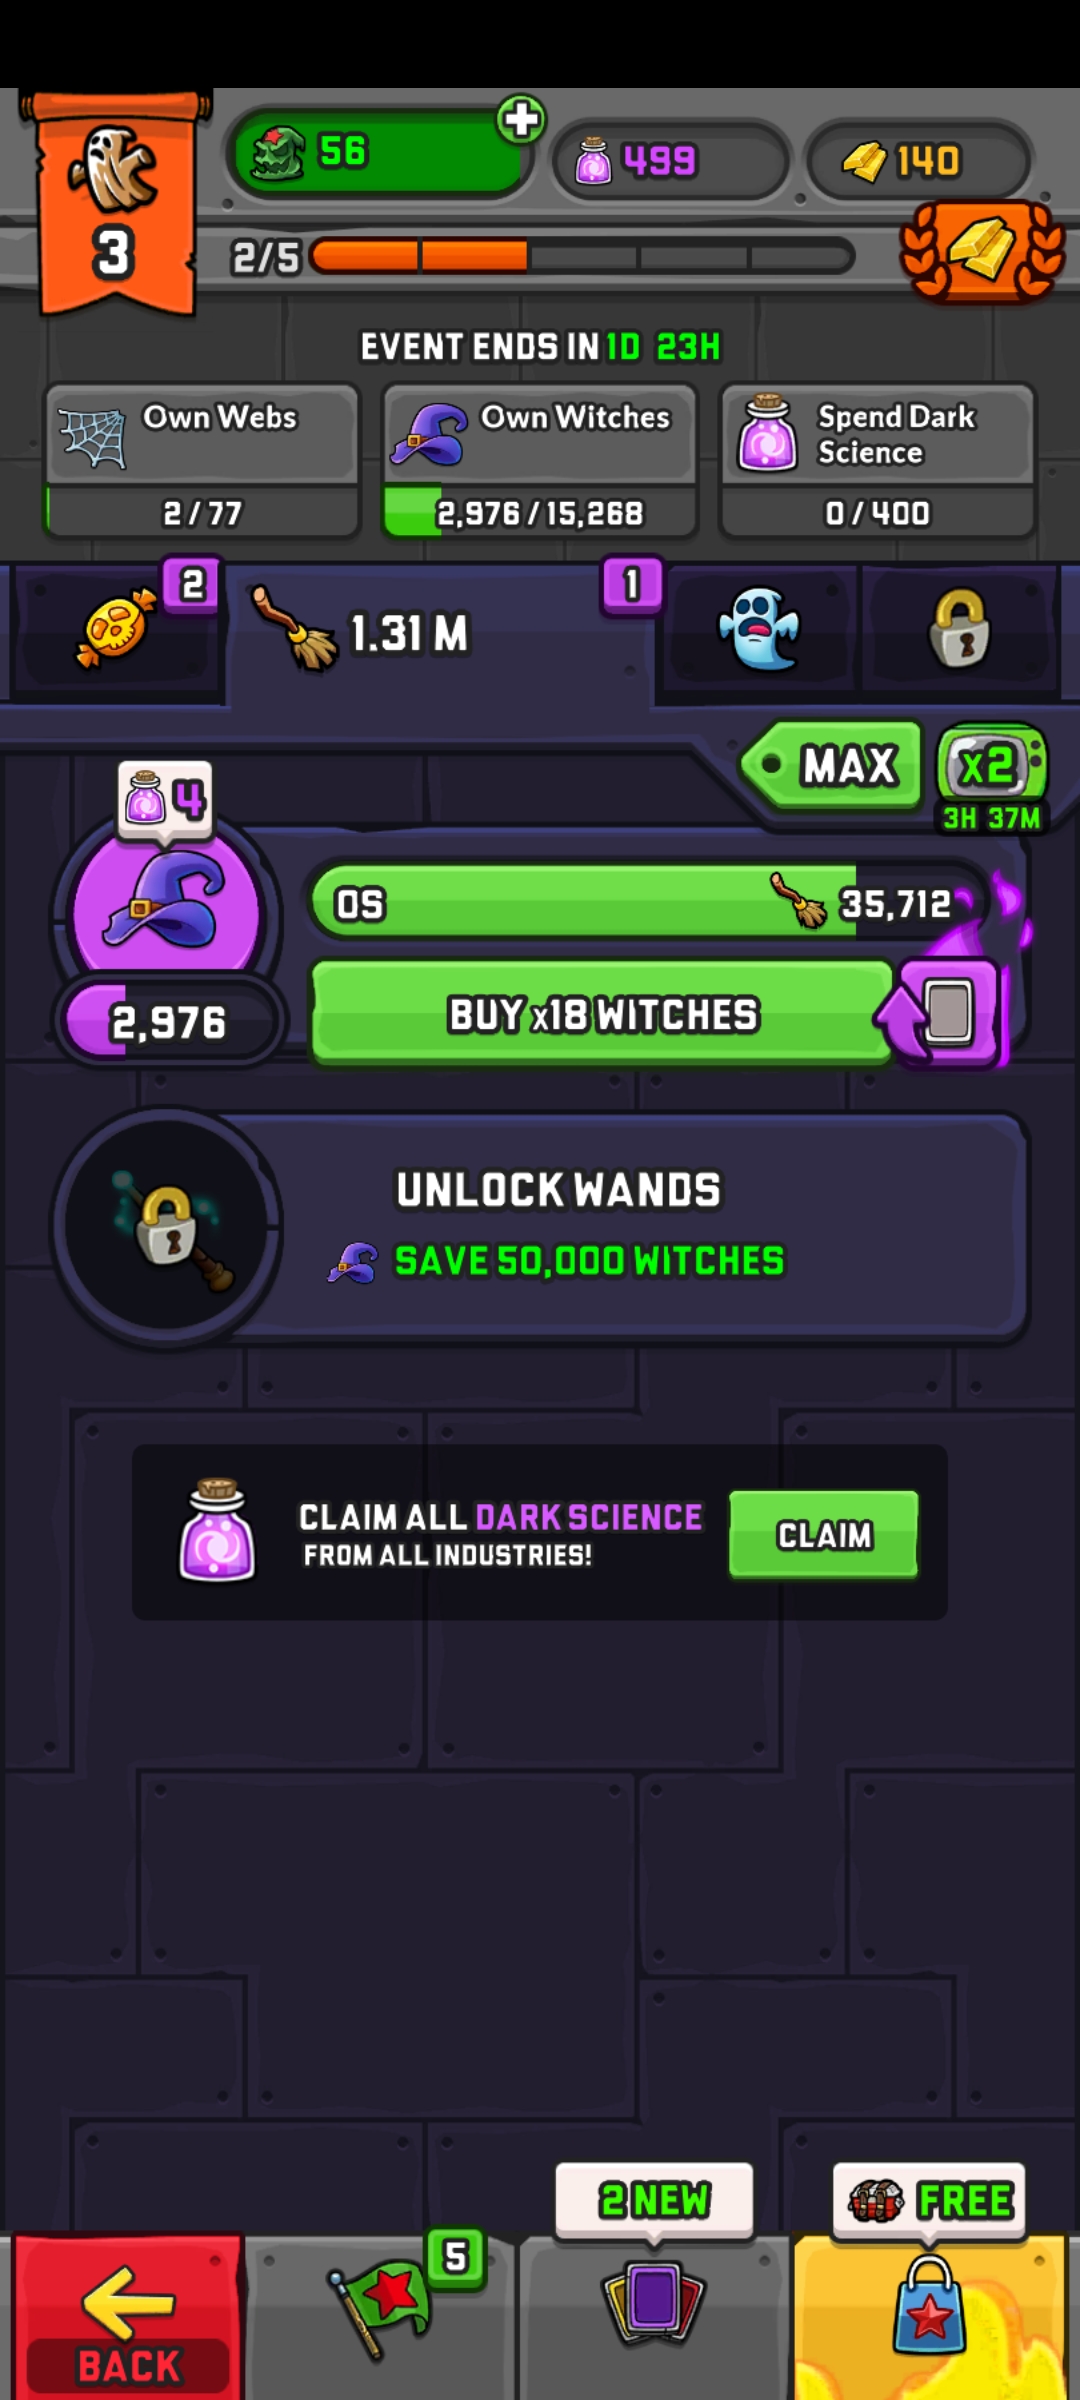 56
499
140
3
2/5
EVENT ENDS IN 1D 23H
Own Webs
2/77
Own Witches
2,976/15,268
Spend Dark
Science
0/400
2
1.31 M
1
MAX
x2
3H 37M
4
0S
35,712
2,976
BUY x18 WITCHES
UNLOCK WANDS
SAVE 50,000 WITCHES
CLAIM ALL DARK SCIENCE
FROM ALL INDUSTRIES!
CLAIM
2 NEW
FREE
5
BACK